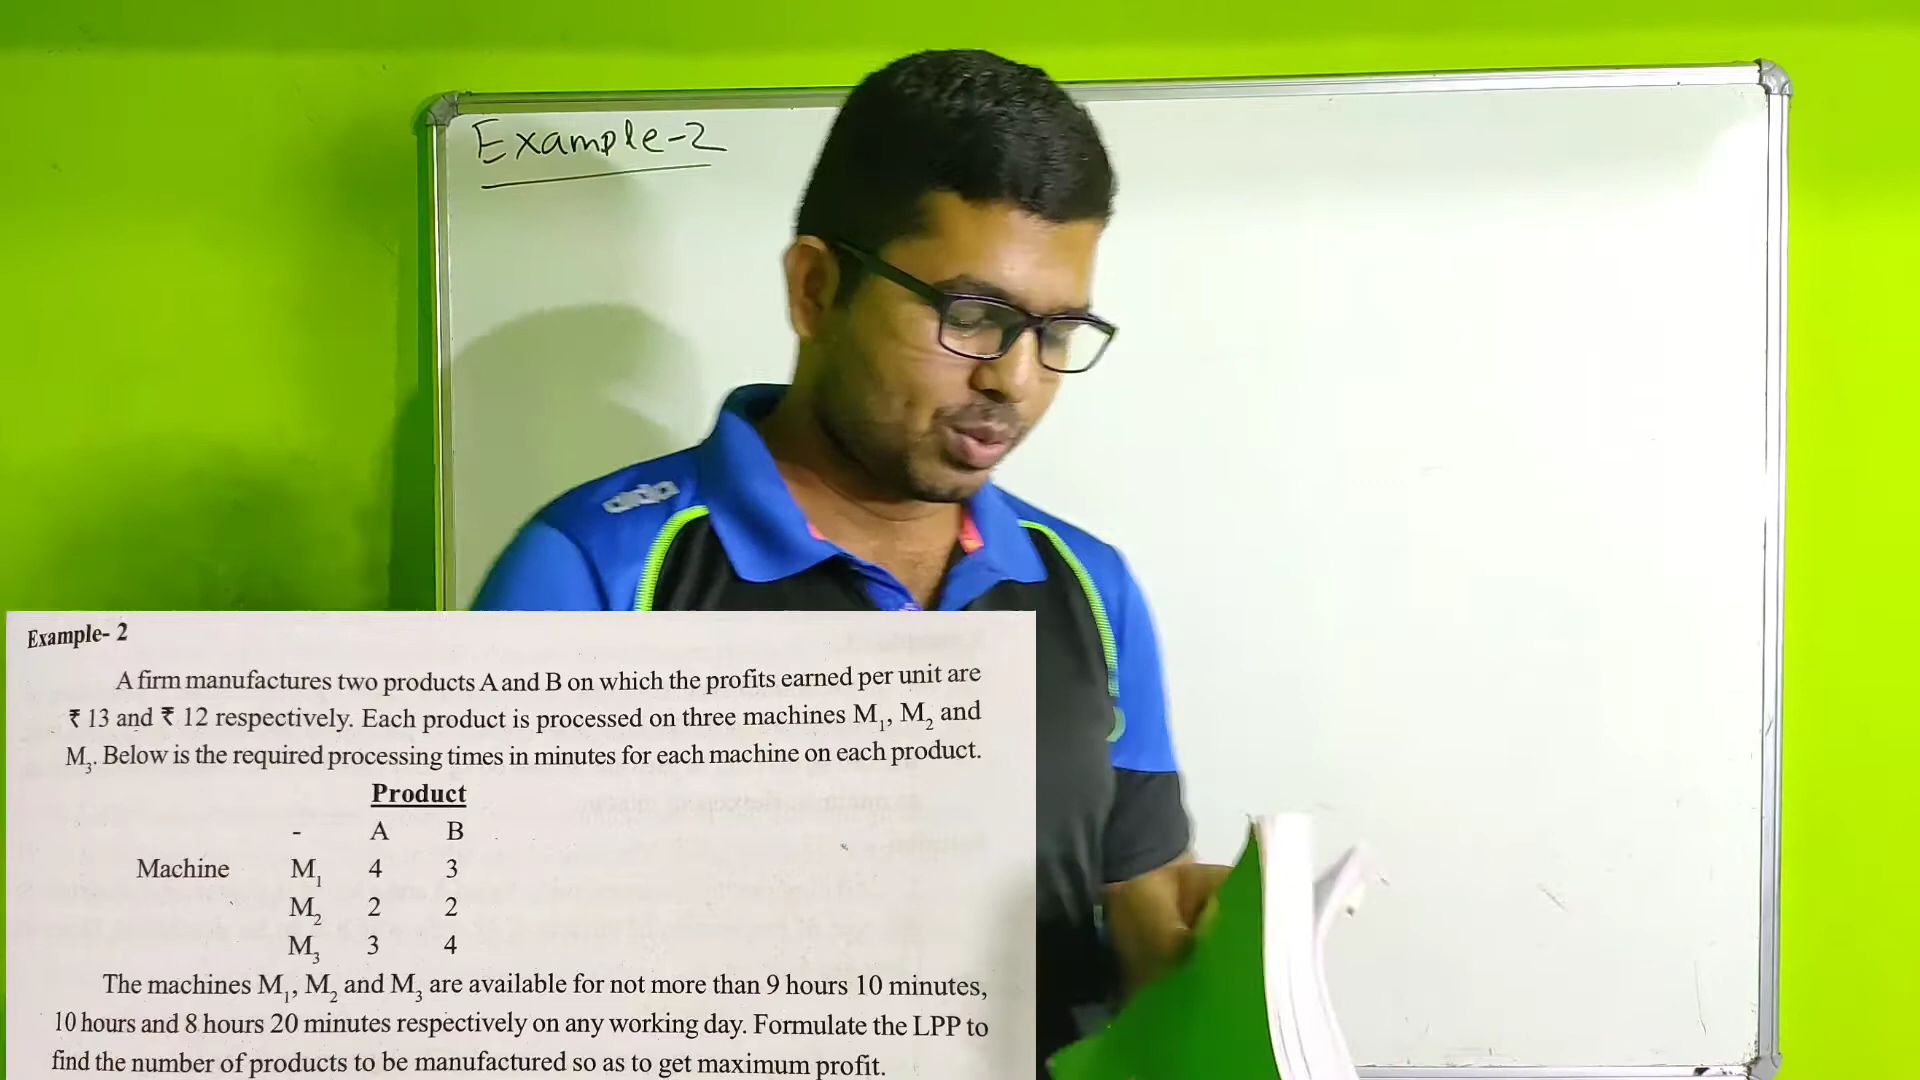 Example-2
Example- 2
A firm manufactures two products A and B on which the profits earned per unit are
₹ 13 and ₹ 12 respectively. Each product is processed on three machines M₁, M₂ and
M₃. Below is the required processing times in minutes for each machine on each product.
Product
- A B
Machine M₁ 4 3
M₂ 2 2
M₃ 3 4
The machines M₁, M₂ and M₃ are available for not more than 9 hours 10 minutes,
10 hours and 8 hours 20 minutes respectively on any working day. Formulate the LPP to
find the number of products to be manufactured so as to get maximum profit.